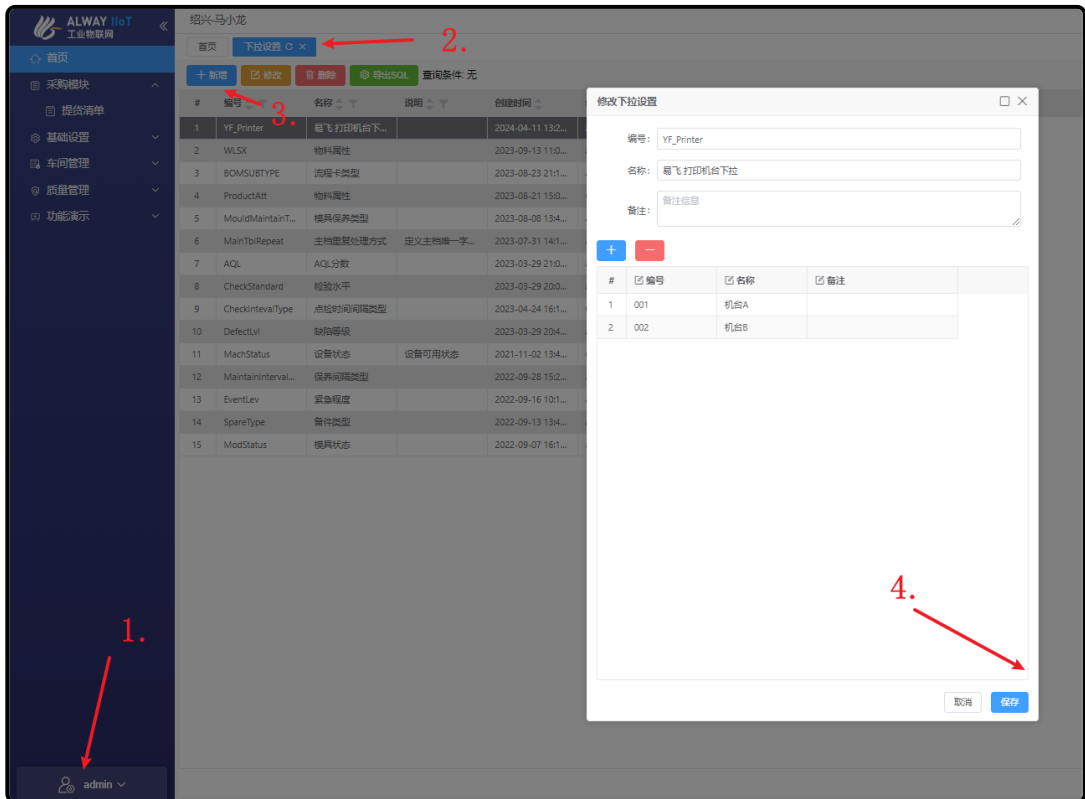 ALWAY IIoT
工业物联网
绍兴-马小龙
首页
首页 下拉设置
2.
新增 修改 删除 导出SQL 查询条件: 无
采购模块
提货清单
基础设置
车间管理
质量管理
功能演示
# 编号 名称 说明 创建时间
3.
1 YF_Printer 易飞 打印机台下... 2024-04-11 13:2...
2 WLSX 物料属性 2023-09-13 11:0...
3 BOMSUBTYPE 流程卡类型 2023-08-23 21:1...
4 ProductAtt 物料属性 2023-08-21 15:0...
5 MouldMaintainT... 模具保养类型 2023-08-08 13:4...
6 MainTblRepeat 主档重复处理方式 定义主档唯一字... 2023-07-31 14:1...
7 AQL AQL分数 2023-03-29 21:0...
8 CheckStandard 检验水平 2023-03-29 20:0...
9 CheckIntevalType 点检时间间隔类型 2023-04-24 16:1...
10 DefectLvl 缺陷等级 2023-03-29 20:4...
11 MachStatus 设备状态 设备可用状态 2021-11-02 13:4...
12 MaintainInterval... 保养间隔类型 2022-09-28 15:2...
13 EventLev 紧急程度 2022-09-16 10:1...
14 SpareType 备件类型 2022-09-13 13:4...
15 ModStatus 模具状态 2022-09-07 16:1...
修改下拉设置
编号: YF_Printer
名称: 易飞 打印机台下拉
备注: 备注信息
# 编号 名称 备注
1 001 机台A
2 002 机台B
4.
取消 保存
1.
admin